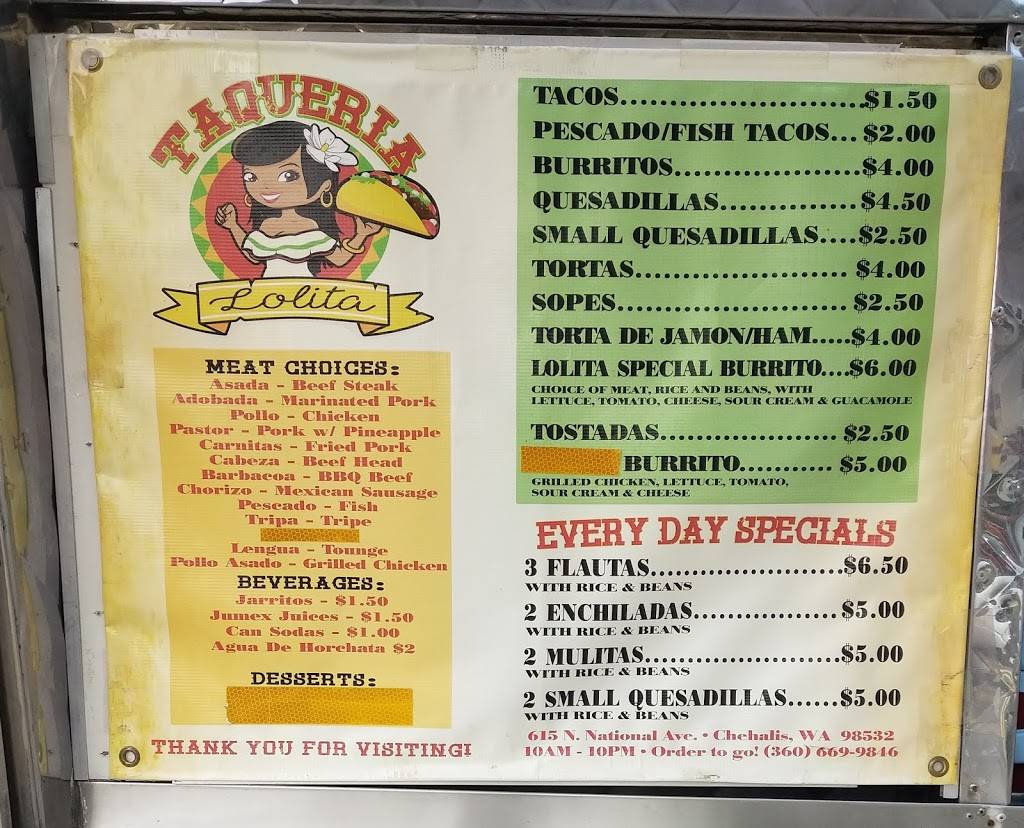 TAQUERIA
Lolita
MEAT CHOICES:
Asada - Beef Steak
Adobada - Marinated Pork
Pollo - Chicken
Pastor - Pork w/ Pineapple
Carnitas - Fried Pork
Cabeza - Beef Head
Barbacoa - BBQ Beef
Chorizo - Mexican Sausage
Pescado - Fish
Tripa - Tripe
Lengua - Tounge
Pollo Asado - Grilled Chicken
BEVERAGES:
Jarritos - $1.50
Jumex Juices - $1.50
Can Sodas - $1.00
Agua De Horchata $2
DESSERTS:
THANK YOU FOR VISITING!
TACOS........................$1.50
PESCADO/FISH TACOS... $2.00
BURRITOS................... $4.00
QUESADILLAS.............. $4.50
SMALL QUESADILLAS....$2.50
TORTAS...................... $4.00
SOPES........................ $2.50
TORTA DE JAMON/HAM.....$4.00
LOLITA SPECIAL BURRITO....$6.00
CHOICE OF MEAT, RICE AND BEANS, WITH
LETTUCE, TOMATO, CHEESE, SOUR CREAM & GUACAMOLE
TOSTADAS.................. $2.50
BURRITO............ $5.00
GRILLED CHICKEN, LETTUCE, TOMATO,
SOUR CREAM & CHEESE
EVERY DAY SPECIALS
3 FLAUTAS.......................$6.50
WITH RICE & BEANS
2 ENCHILADAS.................$5.00
WITH RICE & BEANS
2 MULITAS.......................$5.00
WITH RICE & BEANS
2 SMALL QUESADILLAS......$5.00
WITH RICE & BEANS
615 N. National Ave. • Chehalis, WA 98532
10AM - 10PM • Order to go! (360) 669-9846